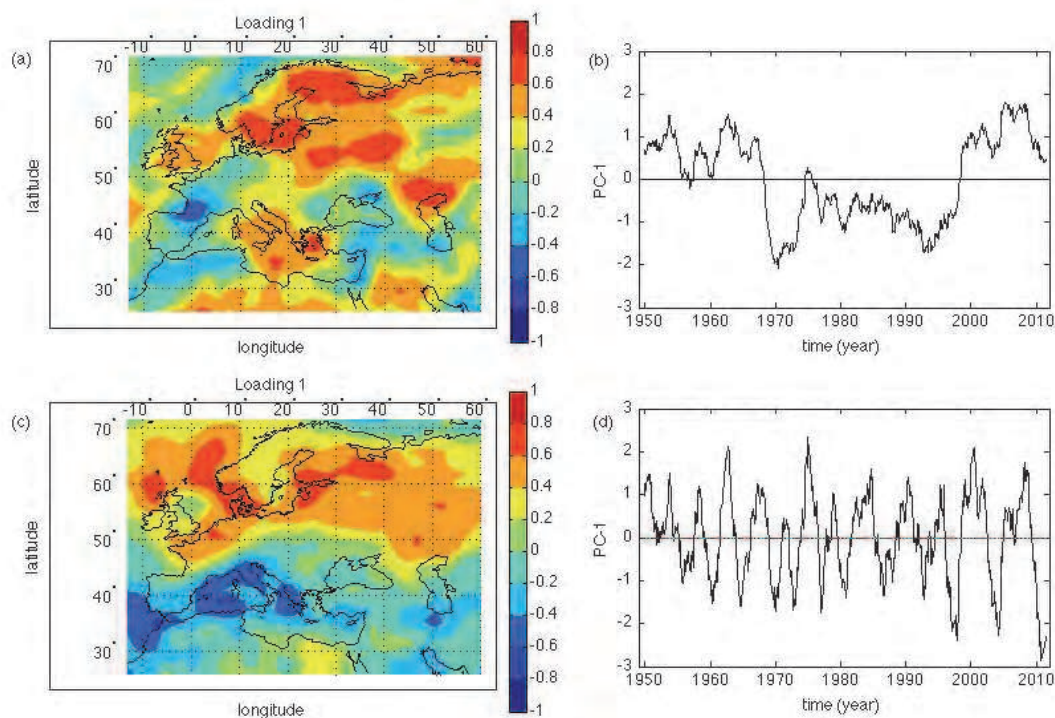 Loading 1
-10 0 10 20 30 40 50 60
(a)
70°
60°
50°
40°
30°
latitude
longitude
1
0.8
0.6
0.4
0.2
0
-0.2
-0.4
-0.6
-0.8
-1
(b)
3
2
1
0
-1
-2
-3
PC-1
1950 1960 1970 1980 1990 2000 2010
time (year)
Loading 1
-10 0 10 20 30 40 50 60
(c)
70°
60°
50°
40°
30°
latitude
longitude
1
0.8
0.6
0.4
0.2
0
-0.2
-0.4
-0.6
-0.8
-1
(d)
3
2
1
0
-1
-2
-3
PC-1
1950 1960 1970 1980 1990 2000 2010
time (year)